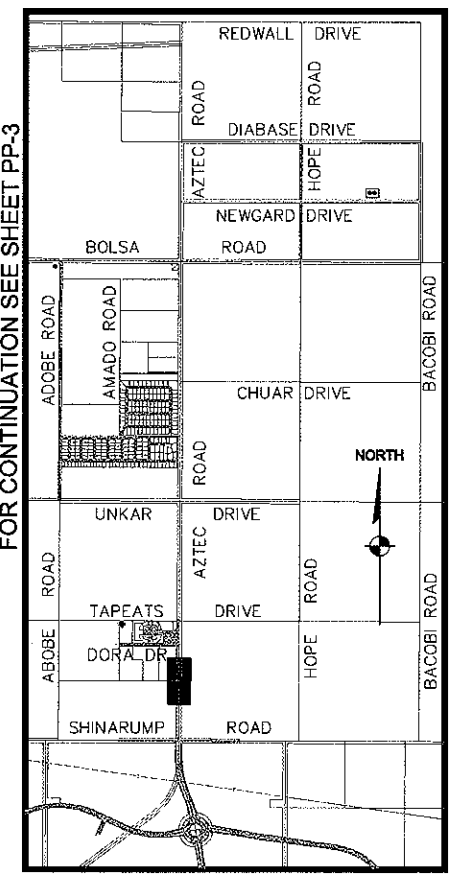 FOR CONTINUATION SEE SHEET PP-3
REDWALL DRIVE
ROAD
ROAD
DIABASE DRIVE
AZTEC
HOPE
NEWGARD DRIVE
BOLSA ROAD
ADOBE ROAD
AMADO ROAD
BACOBI ROAD
CHUAR DRIVE
ROAD
NORTH
UNKAR DRIVE
AZTEC
ROAD
ROAD
BACOBI ROAD
TAPEATS DRIVE
ABOBE
DORA DR
HOPE
SHINARUMP ROAD